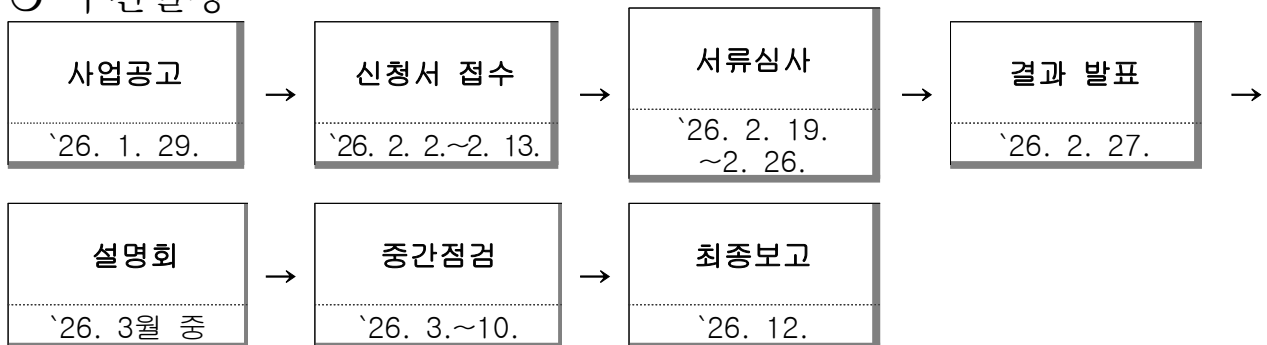 사업공고
→
신청서 접수
→
서류심사
→
결과 발표
→
`26. 1. 29.
`26. 2. 2.~2. 13.
`26. 2. 19.
~2. 26.
`26. 2. 27.
설명회
→
중간점검
→
최종보고
`26. 3월 중
`26. 3.~10.
`26. 12.